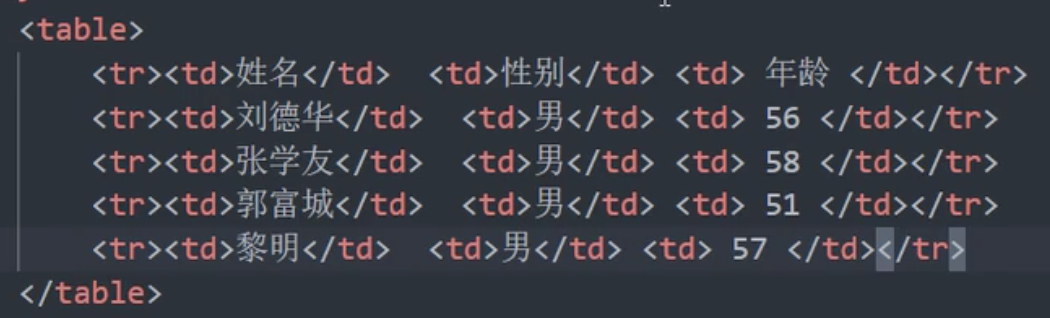 <table>
<tr><td>姓名</td>  <td>性别</td> <td> 年龄 </td></tr>
<tr><td>刘德华</td>  <td>男</td> <td> 56 </td></tr>
<tr><td>张学友</td>  <td>男</td> <td> 58 </td></tr>
<tr><td>郭富城</td>  <td>男</td> <td> 51 </td></tr>
<tr><td>黎明</td>  <td>男</td> <td> 57 </td></tr>
</table>